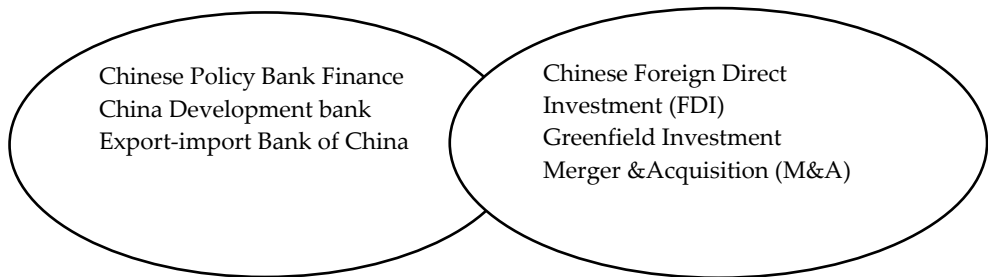 Chinese Policy Bank Finance
China Development bank
Export-import Bank of China
Chinese Foreign Direct
Investment (FDI)
Greenfield Investment
Merger &Acquisition (M&A)